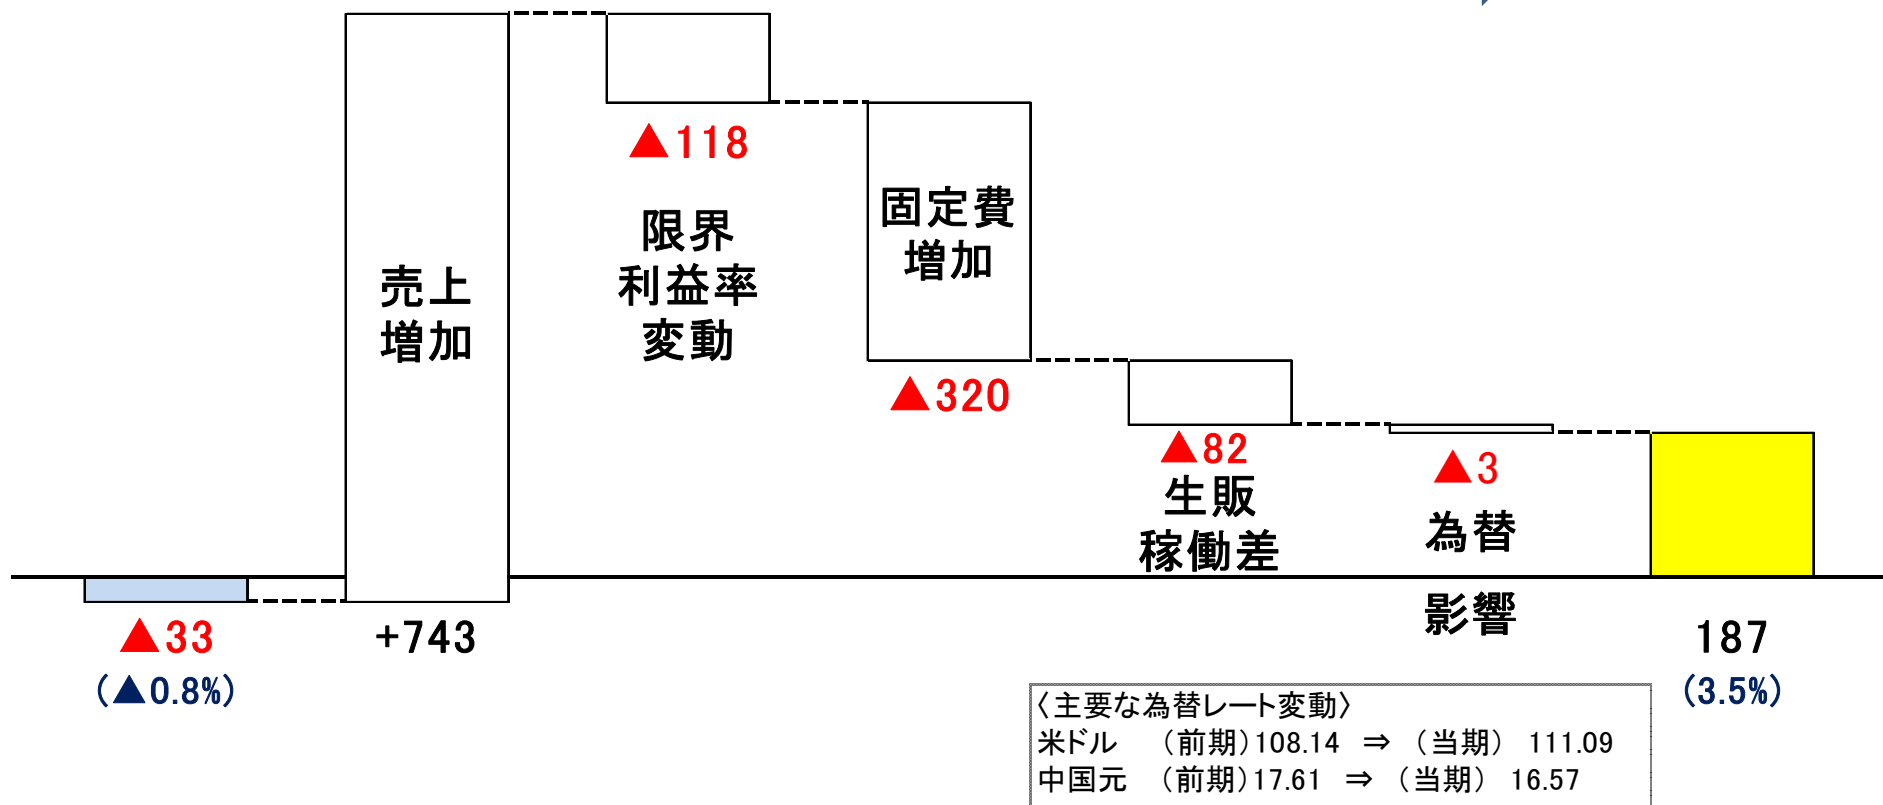 ▲33
(▲0.8%)
売上
増加
+743
▲118
限界
利益率
変動
固定費
増加
▲320
▲82
生販
稼働差
▲3
為替
影響
187
(3.5%)
〈主要な為替レート変動〉
米ドル (前期)108.14 ⇒ (当期) 111.09
中国元 (前期)17.61 ⇒ (当期) 16.57